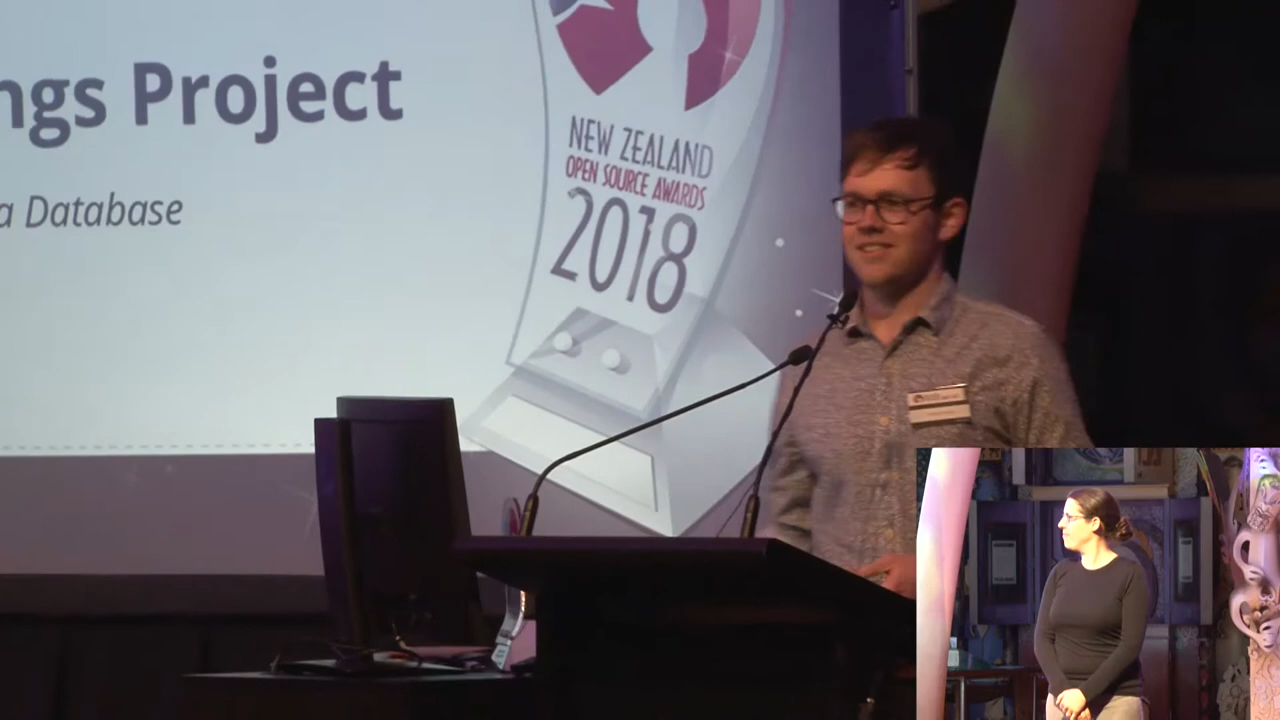 ngs Project
a Database
NEW ZEALAND
OPEN SOURCE AWARDS
2018